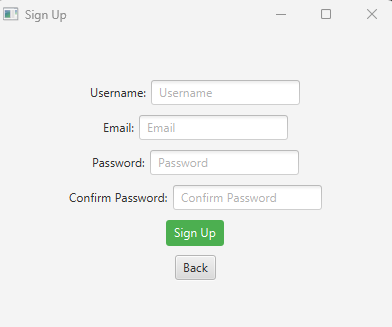 Sign Up
Username: Username
Email: Email
Password: Password
Confirm Password: Confirm Password
Sign Up
Back